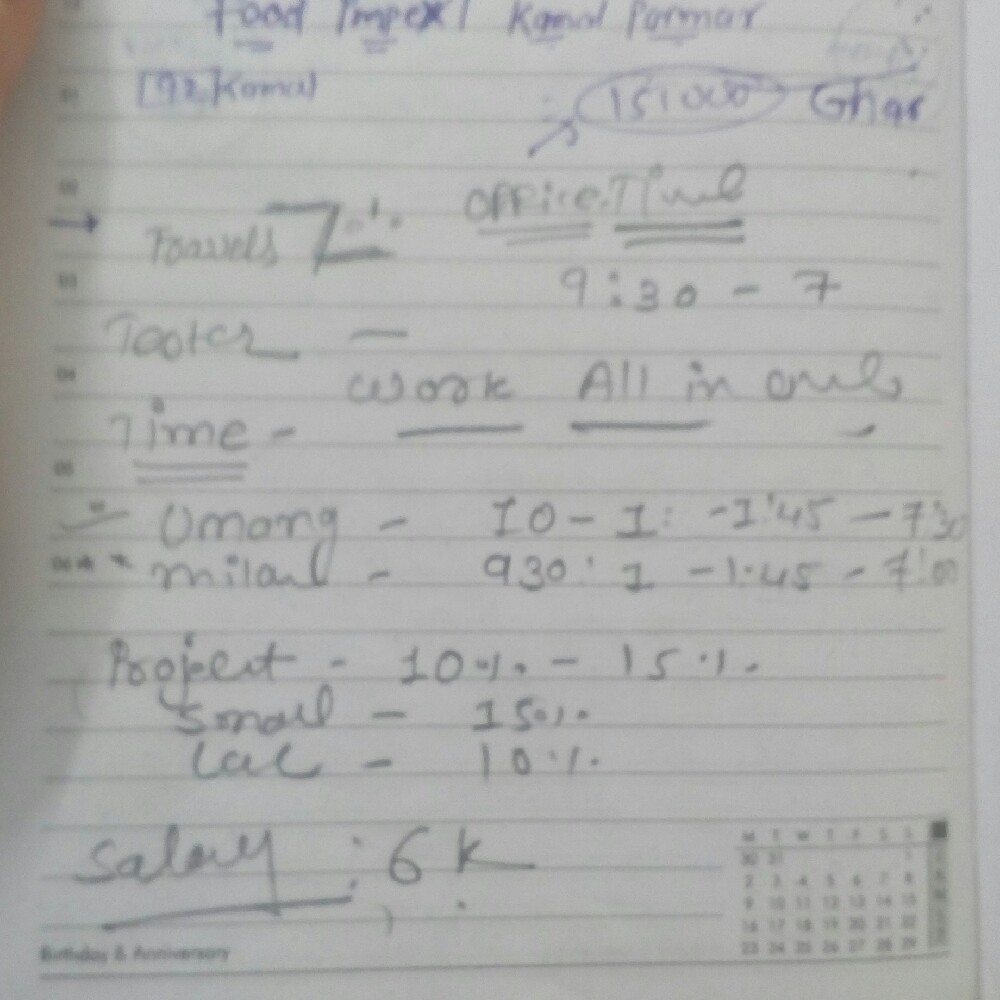 Food Impex | Kamal Parmar
[92] Kamal
151000 Ghar
Office Time
Travels 7%
9:30 - 7
Tooter -
Work All in one
Time -
Umang - 10 - 1: - 1:45 - 7:30
milan - 930: 1 - 1:45 - 7:00
Project - 10% - 15%.
Small - 15%.
Lac - 10%.
Salary : 6 k
M T W T F S S
30 31 1
2 3 4 5 6 7 8
9 10 11 12 13 14 15
16 17 18 19 20 21 22
23 24 25 26 27 28 29
Birthday & Anniversary